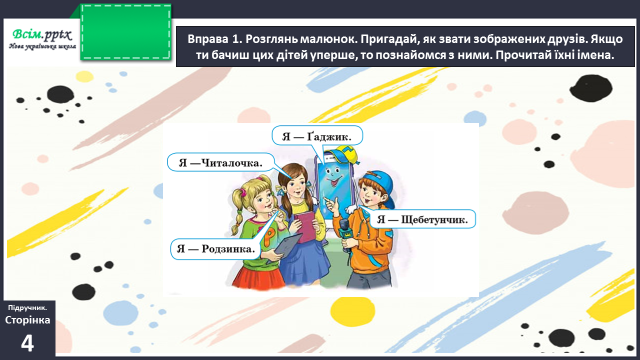 Всім.pptx
Нова українська школа
Вправа 1. Розглянь малюнок. Пригадай, як звати зображених друзів. Якщо
ти бачиш цих дітей уперше, то познайомся з ними. Прочитай їхні імена.
Я — Ґаджик.
Я —Читалочка.
Я — Щебетунчик.
Я — Родзинка.
Підручник.
Сторінка
4